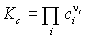 K_c = ∏_i c_i^{ν_i}